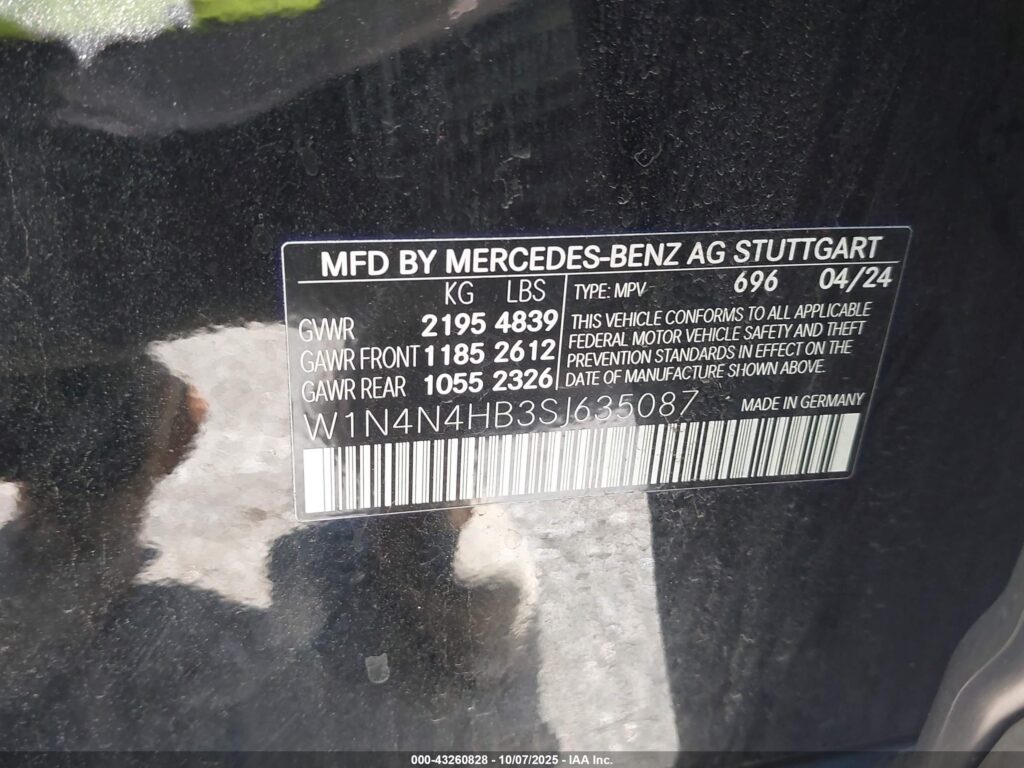 MFD BY MERCEDES-BENZ AG STUTTGART
KG LBS
GVWR 2195 4839
GAWR FRONT 1185 2612
GAWR REAR 1055 2326
TYPE: MPV 696 04/24
THIS VEHICLE CONFORMS TO ALL APPLICABLE
FEDERAL MOTOR VEHICLE SAFETY AND THEFT
PREVENTION STANDARDS IN EFFECT ON THE
DATE OF MANUFACTURE SHOWN ABOVE.
W1N4N4HB3SJ635087 MADE IN GERMANY
000-43260828 - 10/07/2025 - IAA Inc.